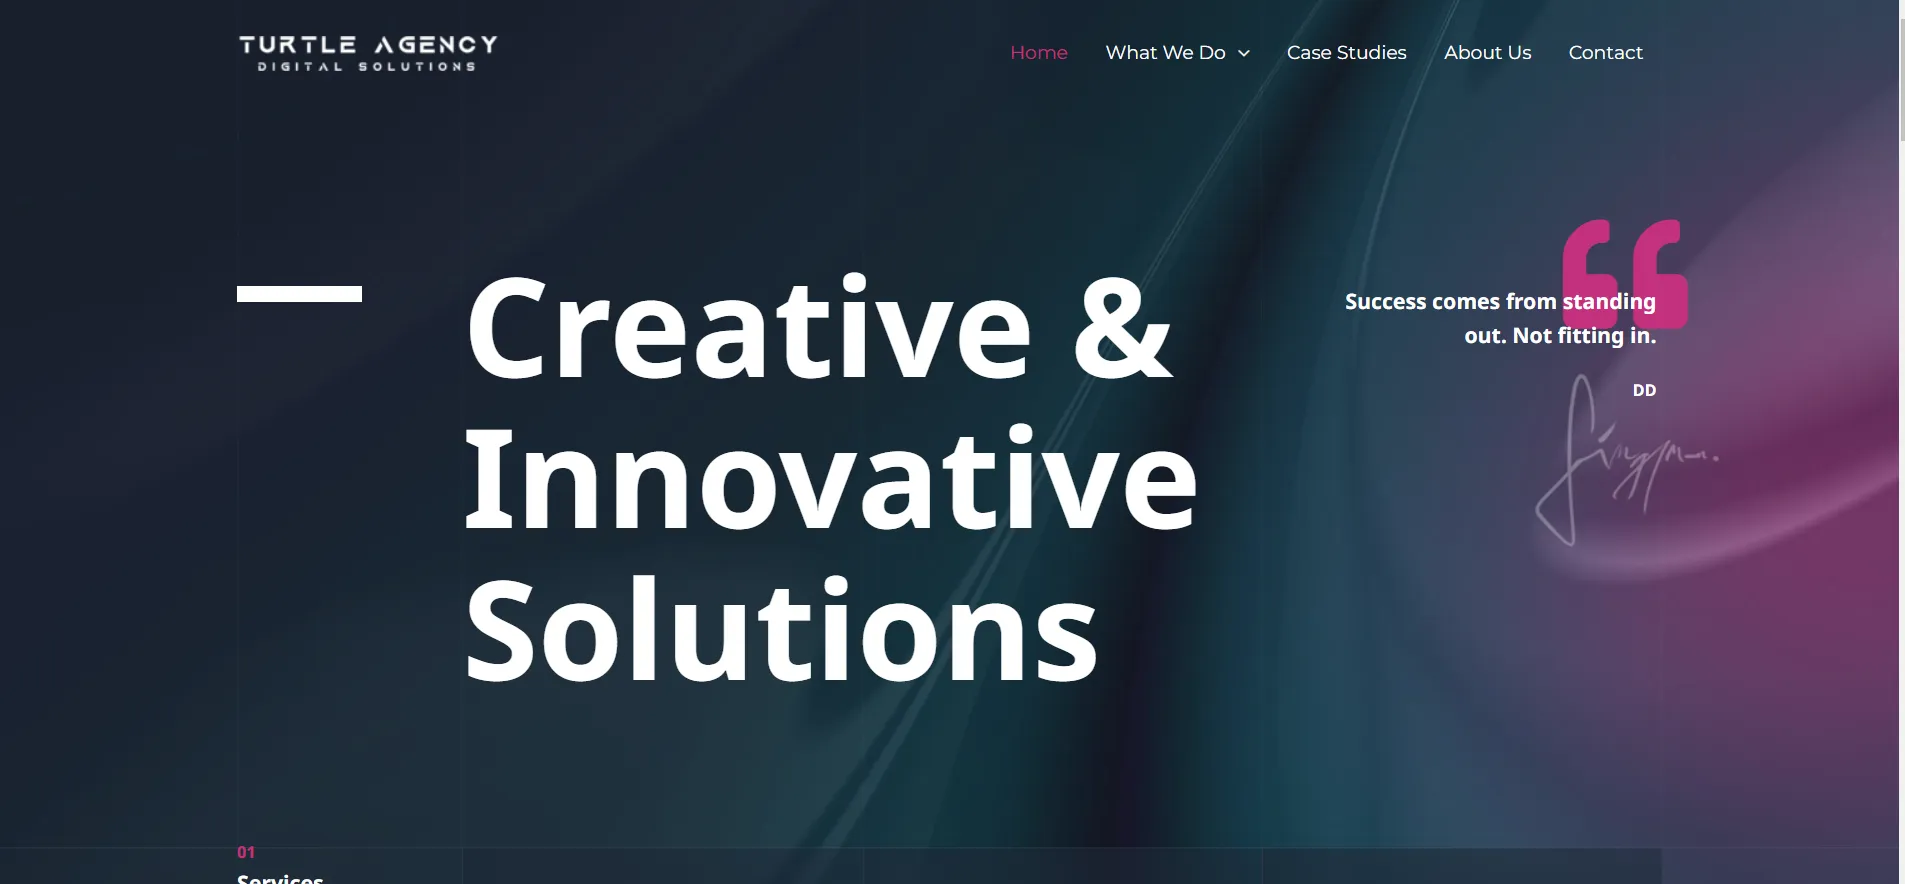 TURTLE AGENCY
DIGITAL SOLUTIONS
Home What We Do Case Studies About Us Contact
Creative &
Innovative
Solutions
Success comes from standing
out. Not fitting in.
DD
01
Services